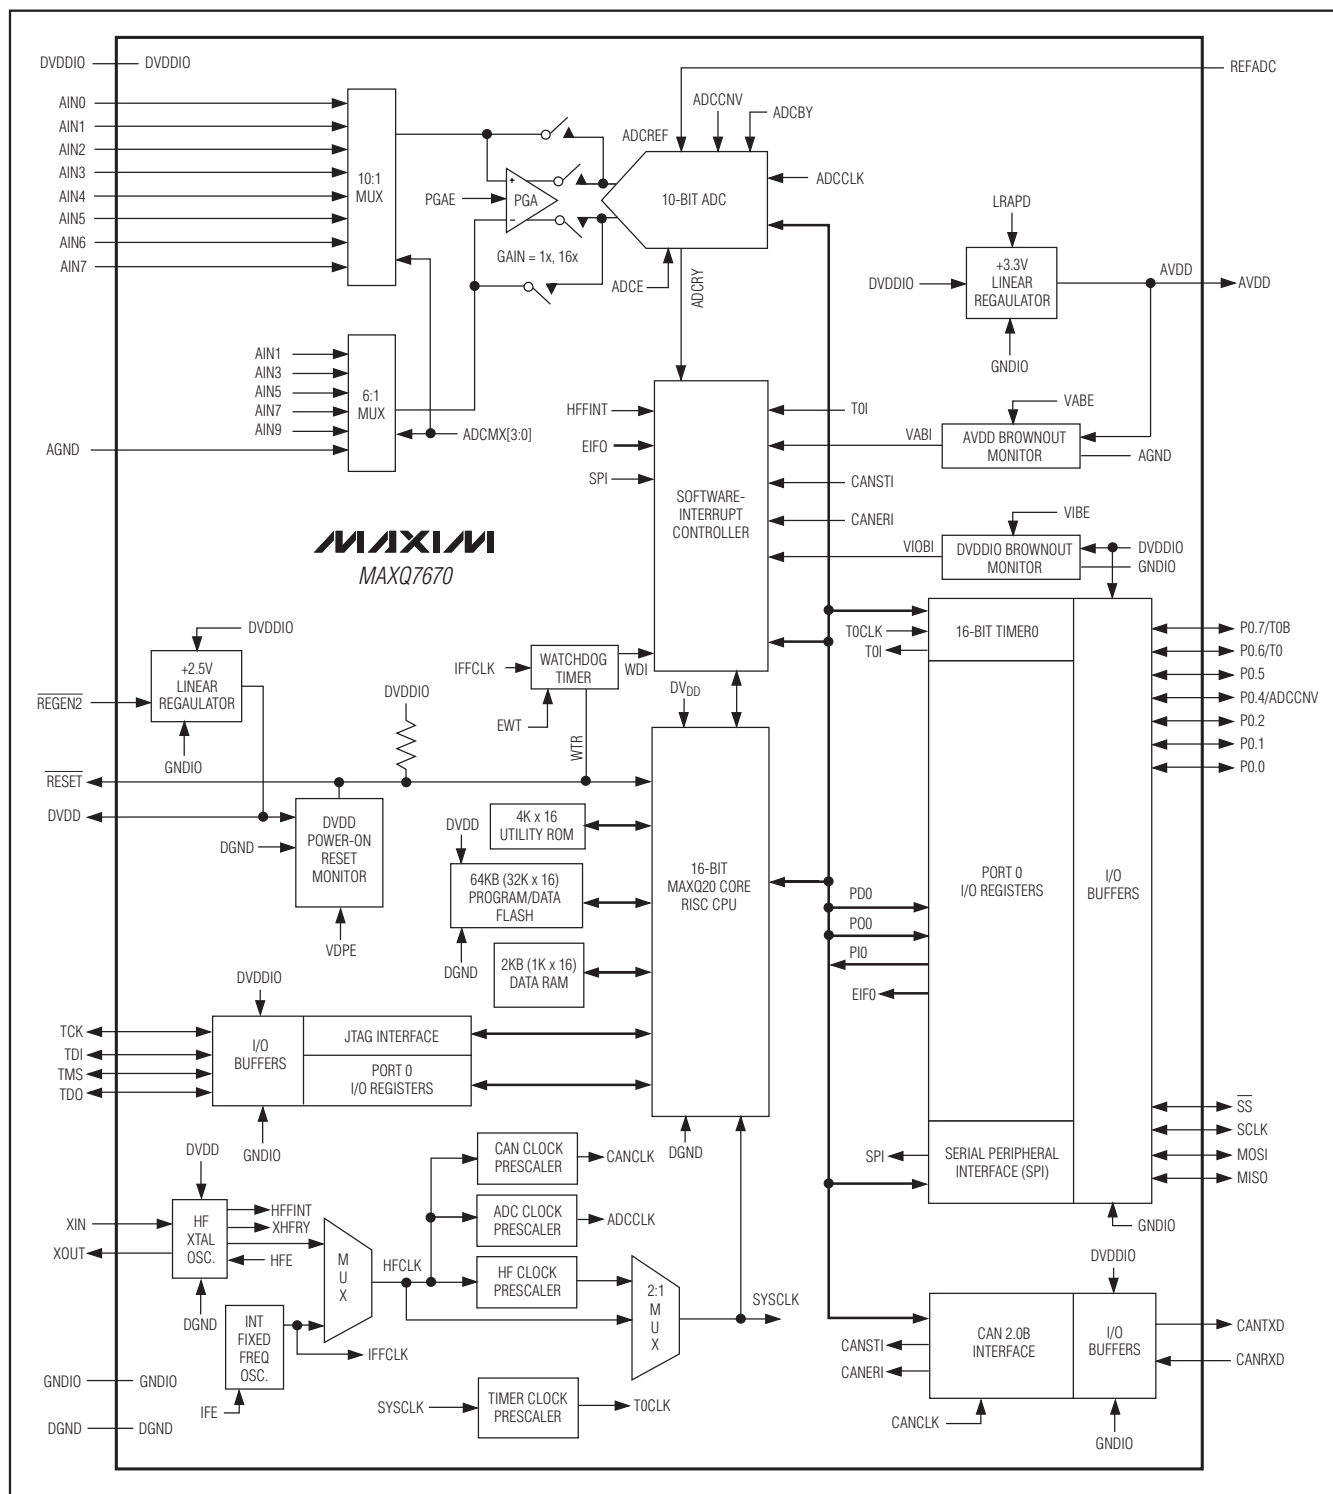 DVDDIO
DVDDIO
AIN0
AIN1
AIN2
AIN3
AIN4
AIN5
AIN6
AIN7
10:1
MUX
PGAE
PGA
+
−
GAIN = 1x, 16x
ADCREF
ADCCNV
ADCBY
REFADC
10-BIT ADC
ADCCLK
ADCE
ADCRY
AIN1
AIN3
AIN5
AIN7
AIN9
AGND
6:1
MUX
ADCMX[3:0]
LRAPD
DVDDIO
+3.3V
LINEAR
REGAULATOR
AVDD
AVDD
GNDIO
HFFINT
EIFO
SPI
SOFTWARE-
INTERRUPT
CONTROLLER
T0I
VABI
CANSTI
CANERI
VIOBI
VABE
AVDD BROWNOUT
MONITOR
AGND
VIBE
DVDDIO BROWNOUT
MONITOR
DVDDIO
GNDIO
MAXIM
MAXQ7670
DVDDIO
+2.5V
LINEAR
REGAULATOR
REGEN2
GNDIO
DVDDIO
IFFCLK
WATCHDOG
TIMER
WDI
EWT
WTR
DVDD
RESET
DVDD
DGND
DVDD
POWER-ON
RESET
MONITOR
VDPE
4K x 16
UTILITY ROM
DVDD
64KB (32K x 16)
PROGRAM/DATA
FLASH
DGND
2KB (1K x 16)
DATA RAM
16-BIT
MAXQ20 CORE
RISC CPU
DGND
T0CLK
T0I
16-BIT TIMER0
PORT 0
I/O REGISTERS
I/O
BUFFERS
P0.7/T0B
P0.6/T0
P0.5
P0.4/ADCCNV
P0.2
P0.1
P0.0
PD0
PO0
PI0
EIF0
SPI
SERIAL PERIPHERAL
INTERFACE (SPI)
SS
SCLK
MOSI
MISO
GNDIO
DVDDIO
TCK
TDI
TMS
TDO
I/O
BUFFERS
JTAG INTERFACE
PORT 0
I/O REGISTERS
GNDIO
DVDD
XIN
XOUT
HF
XTAL
OSC.
HFFINT
XHFRY
HFE
DGND
INT
FIXED
FREQ
OSC.
IFFCLK
IFE
MUX
HFCLK
CAN CLOCK
PRESCALER
CANCLK
ADC CLOCK
PRESCALER
ADCCLK
HF CLOCK
PRESCALER
2:1
MUX
SYSCLK
SYSCLK
TIMER CLOCK
PRESCALER
T0CLK
DVDDIO
CAN 2.0B
INTERFACE
I/O
BUFFERS
CANSTI
CANERI
CANCLK
CANTXD
CANRXD
GNDIO
GNDIO
GNDIO
DGND
DGND